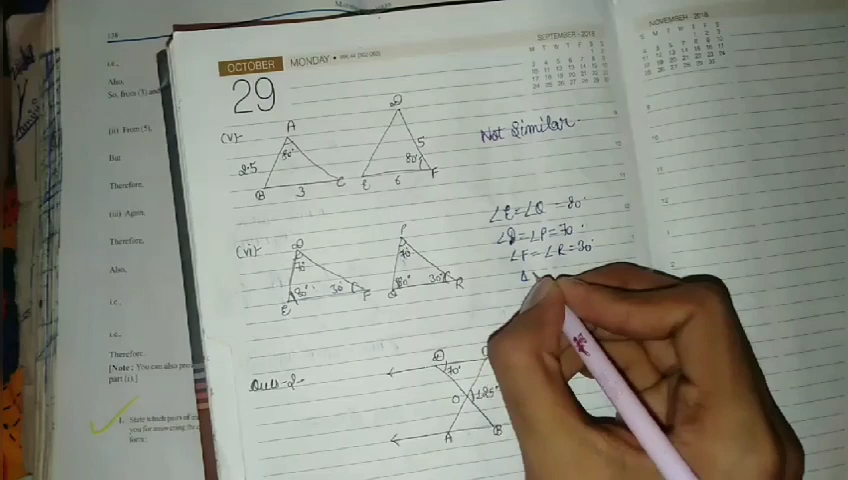 138
i.e.,
Also,
So, from (3) and
(ii) From (5),
But
Therefore,
(iii) Again,
Therefore,
Also,
i.e.,
i.e.,
Therefore,
[Note: You can also
part (i).]
1. State which pairs of
you for answering the
form:
OCTOBER MONDAY
29
SEPTEMBER - 2018
NOVEMBER - 2018
(v)
A
80°
2.5
B
3
C
D
5
80°
E
6
F
Not Similar
(vi)
D
70°
80°
30°
E
F
P
70°
80°
30°
Q
R
∠E=∠Q=80°
∠D=∠P=70°
∠F=∠R=30°
Δ
Ques-2-
D
70°
O
125°
A
B